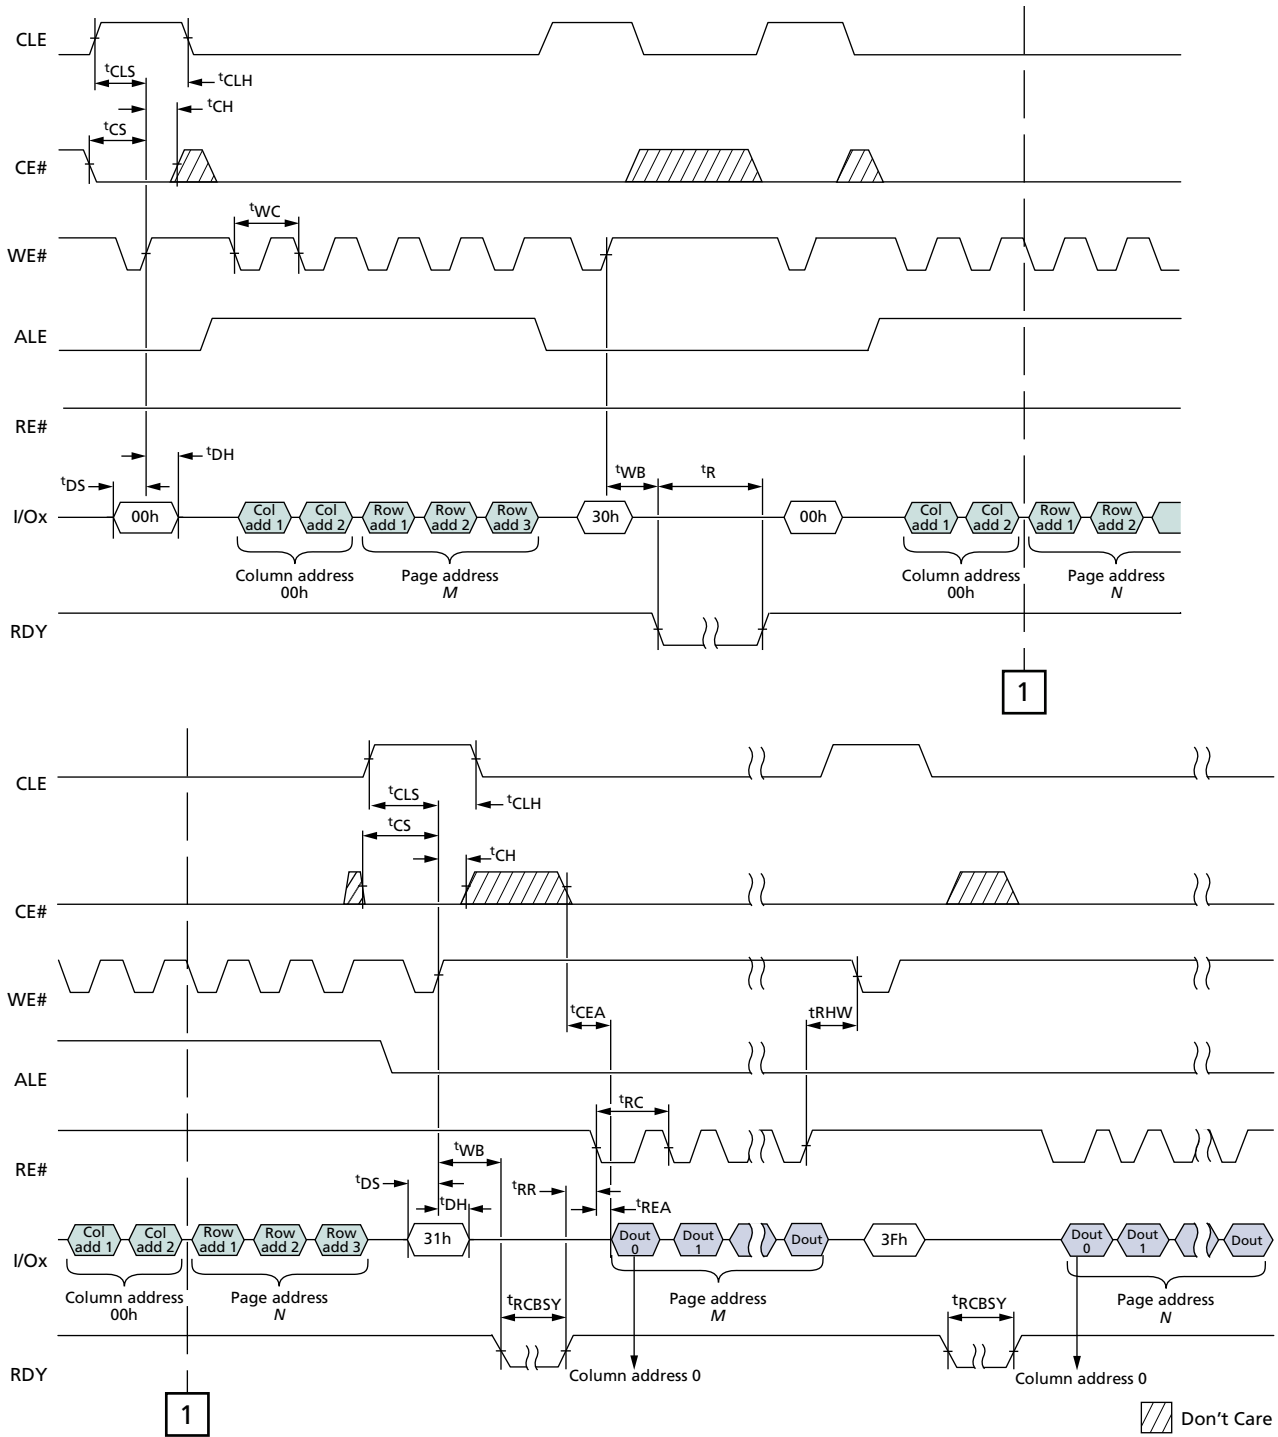 CLE
tCLS
tCLH
tCH
tCS
CE#
tWC
WE#
ALE
RE#
tDH
tDS
tWB
tR
I/Ox
00h
Col add 1
Col add 2
Row add 1
Row add 2
Row add 3
30h
00h
Col add 1
Col add 2
Row add 1
Row add 2
Column address
00h
Page address
M
Column address
00h
Page address
N
RDY
1
CLE
tCLS
tCLH
tCS
tCH
CE#
WE#
tCEA
tRHW
ALE
tRC
RE#
tWB
tDS
tDH
tRR
tREA
I/Ox
Col add 1
Col add 2
Row add 1
Row add 2
Row add 3
31h
Dout 0
Dout 1
Dout
3Fh
Dout 0
Dout 1
Dout
Column address
00h
Page address
N
tRCBSY
Page address
M
tRCBSY
Page address
N
RDY
Column address 0
Column address 0
1
Don't Care